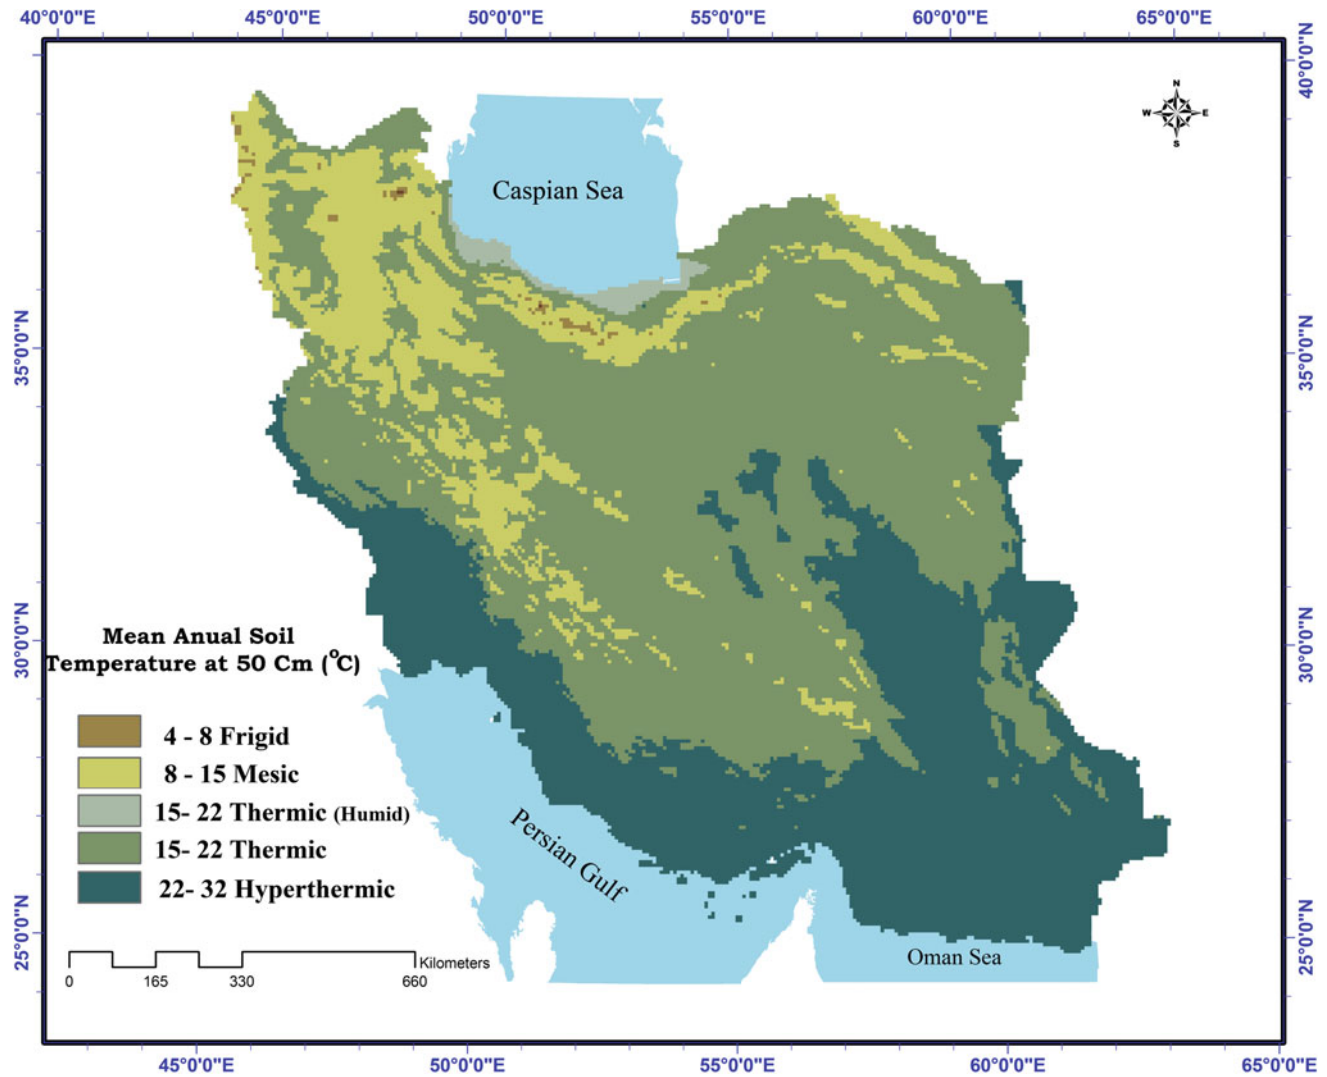 40°0'0"E 45°0'0"E 50°0'0"E 55°0'0"E 60°0'0"E 65°0'0"E
40°0'0"N
N
W E
S
Caspian Sea
35°0'0"N 35°0'0"N
30°0'0"N 30°0'0"N
Mean Anual Soil
Temperature at 50 Cm (°C)
4 - 8 Frigid
8 - 15 Mesic
15- 22 Thermic (Humid)
15- 22 Thermic
22- 32 Hyperthermic
Persian Gulf
Oman Sea
25°0'0"N 25°0'0"N
Kilometers
0 165 330 660
45°0'0"E 50°0'0"E 55°0'0"E 60°0'0"E 65°0'0"E